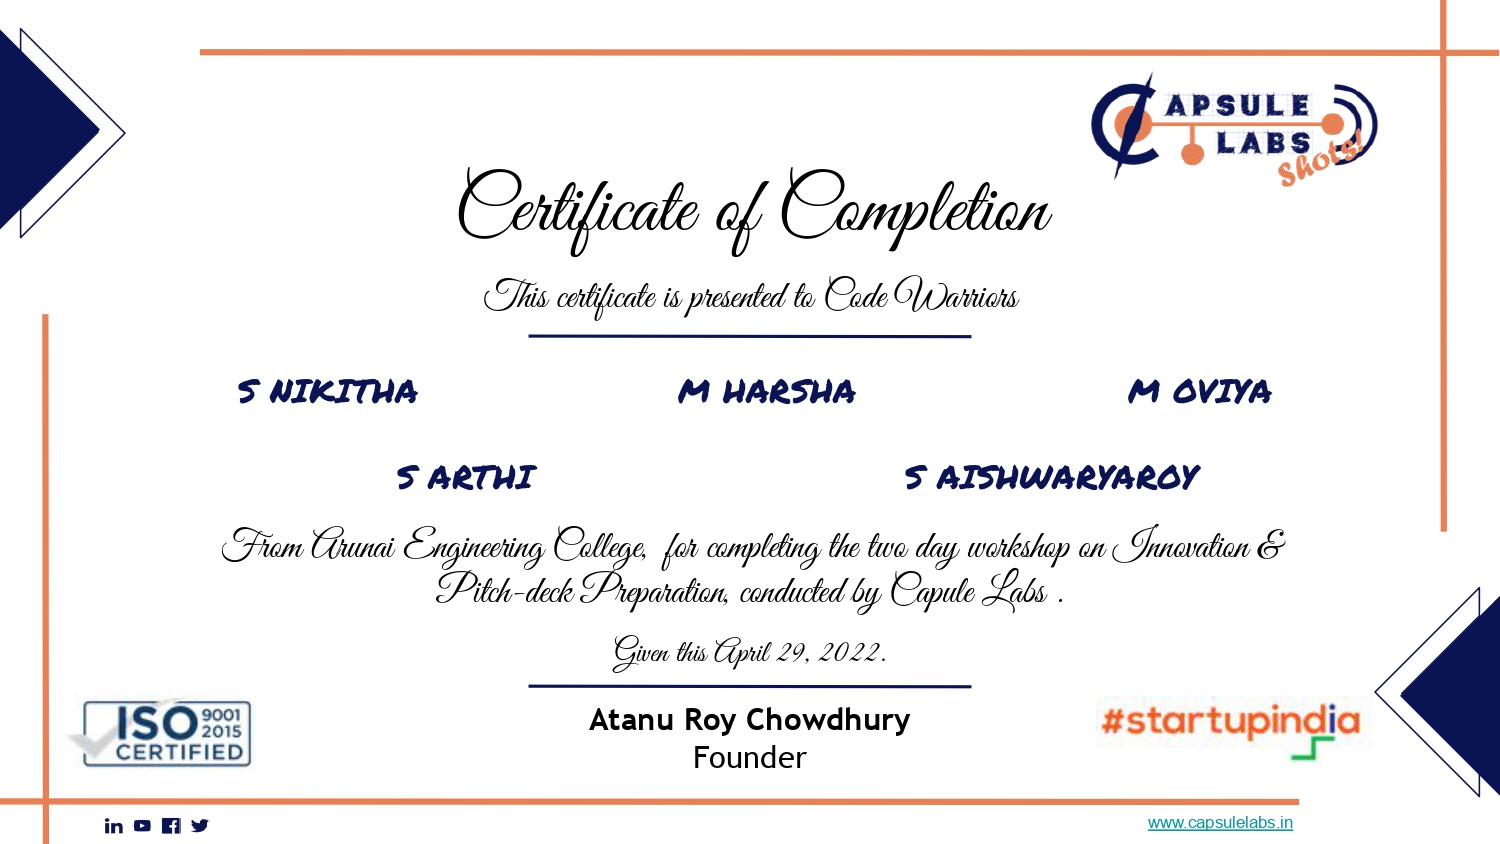 CAPSULE
LABS
Shots!
Certificate of Completion
This certificate is presented to Code Warriors
S NIKITHA M HARSHA M OVIYA
S ARTHI S AISHWARYAROY
From Arunai Engineering College, for completing the two day workshop on Innovation &
Pitch-deck Preparation, conducted by Capule Labs .
Given this April 29, 2022.
ISO 9001
2015
CERTIFIED
Atanu Roy Chowdhury
Founder
#startupindia
www.capsulelabs.in